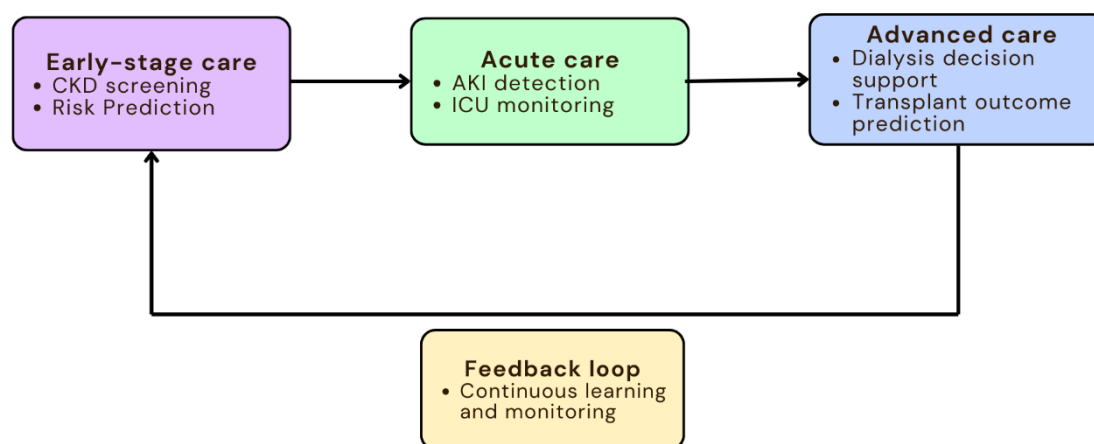 Early-stage care
• CKD screening
• Risk Prediction
Acute care
• AKI detection
• ICU monitoring
Advanced care
• Dialysis decision
support
• Transplant outcome
prediction
Feedback loop
• Continuous learning
and monitoring